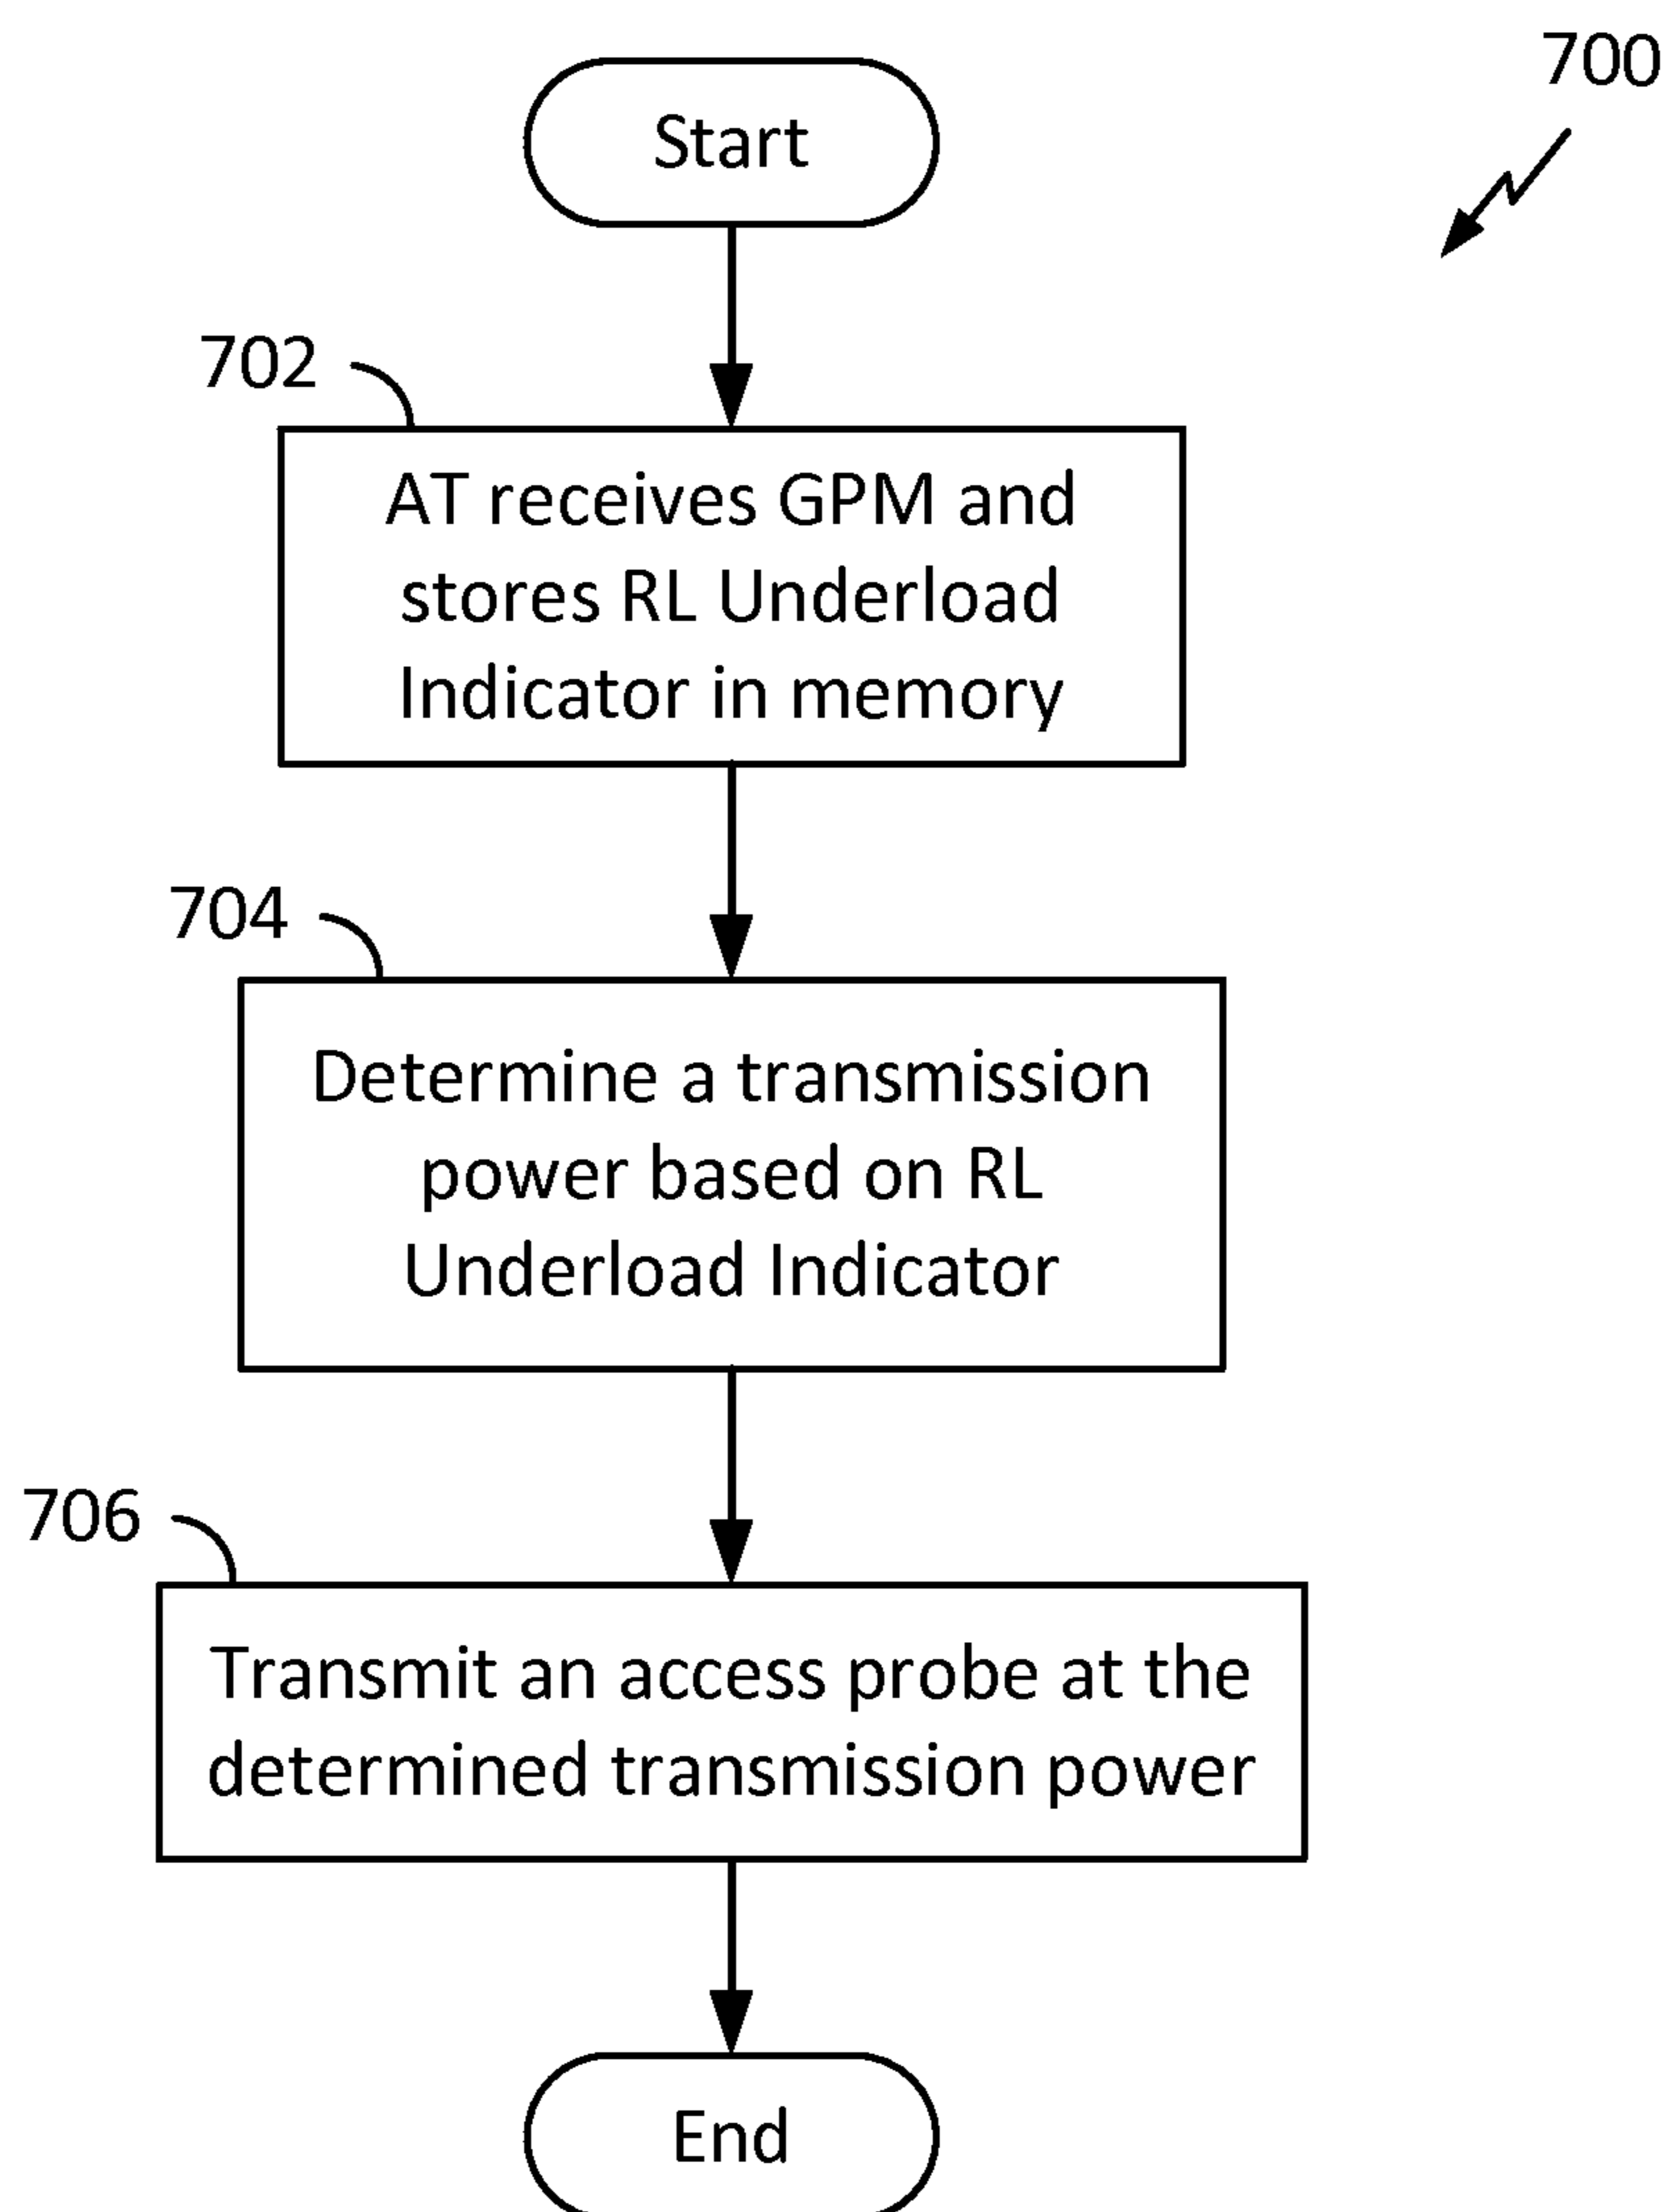 700
Start
702
AT receives GPM and
stores RL Underload
Indicator in memory
704
Determine a transmission
power based on RL
Underload Indicator
706
Transmit an access probe at the
determined transmission power
End